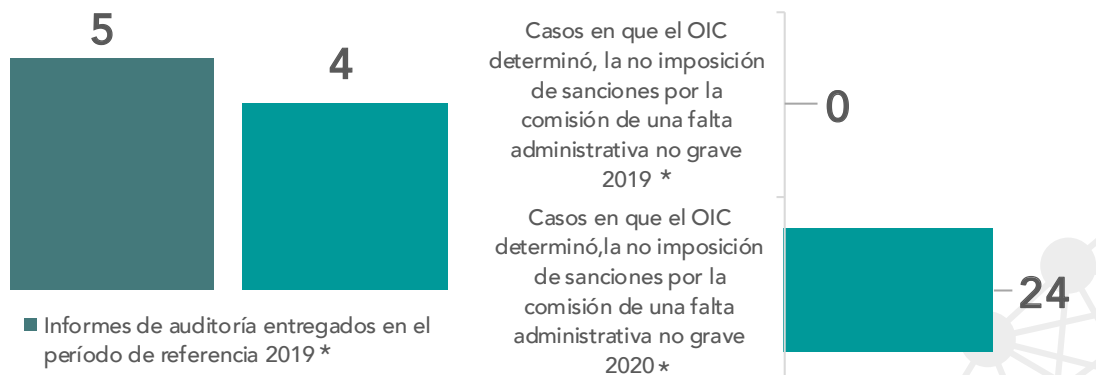 5
4
Informes de auditoría entregados en el
período de referencia 2019 *
Casos en que el OIC
determinó, la no imposición
de sanciones por la
comisión de una falta
administrativa no grave
2019 *
0
Casos en que el OIC
determinó,la no imposición
de sanciones por la
comisión de una falta
administrativa no grave
2020 *
24